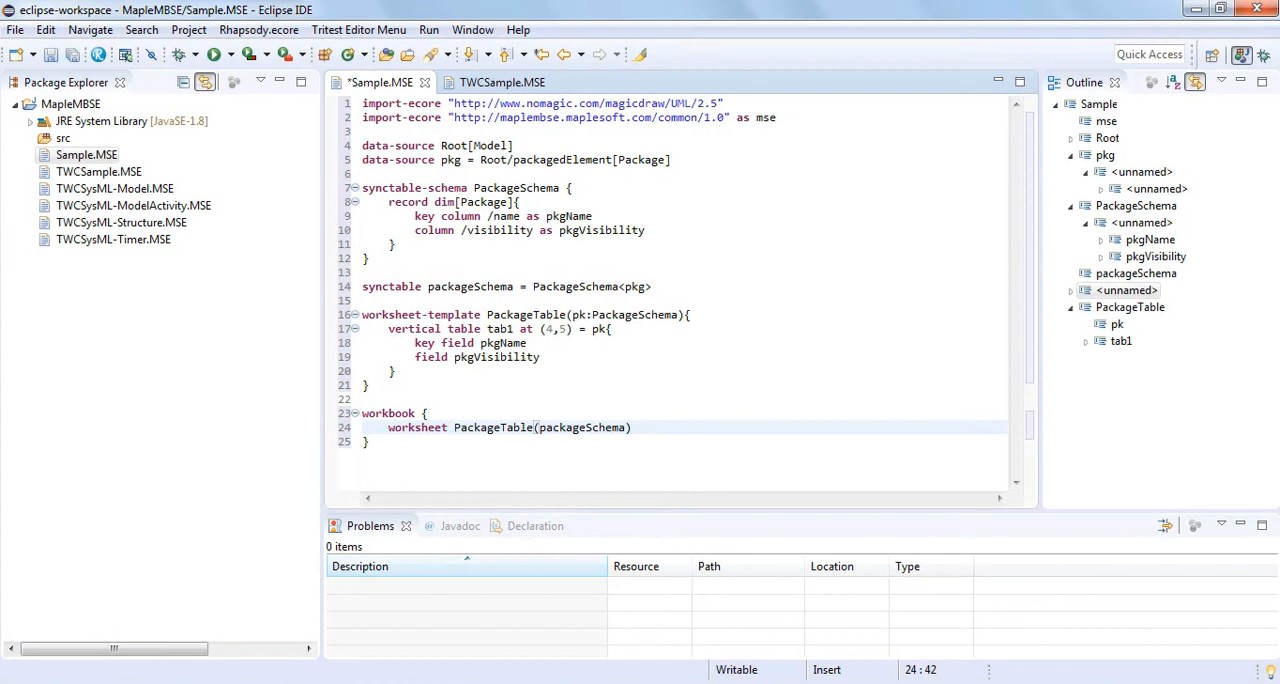 eclipse-workspace - MapleMBSE/Sample.MSE - Eclipse IDE
File Edit Navigate Search Project Rhapsody.ecore Tritest Editor Menu Run Window Help
Quick Access
Package Explorer
MapleMBSE
JRE System Library [JavaSE-1.8]
src
Sample.MSE
TWCSample.MSE
TWCSysML-Model.MSE
TWCSysML-ModelActivity.MSE
TWCSysML-Structure.MSE
TWCSysML-Timer.MSE
*Sample.MSE TWCSample.MSE
1 import-ecore "http://www.nomagic.com/magicdraw/UML/2.5"
2 import-ecore "http://maplembse.maplesoft.com/common/1.0" as mse
3
4 data-source Root[Model]
5 data-source pkg = Root/packagedElement[Package]
6
7 synctable-schema PackageSchema {
8 record dim[Package]{
9 key column /name as pkgName
10 column /visibility as pkgVisibility
11 }
12 }
13
14 synctable packageSchema = PackageSchema<pkg>
15
16 worksheet-template PackageTable(pk:PackageSchema){
17 vertical table tab1 at (4,5) = pk{
18 key field pkgName
19 field pkgVisibility
20 }
21 }
22
23 workbook {
24 worksheet PackageTable(packageSchema)
25 }
Outline
Sample
mse
Root
pkg
<unnamed>
<unnamed>
PackageSchema
<unnamed>
pkgName
pkgVisibility
packageSchema
<unnamed>
PackageTable
pk
tab1
Problems @ Javadoc Declaration
0 items
Description Resource Path Location Type
Writable Insert 24 : 42